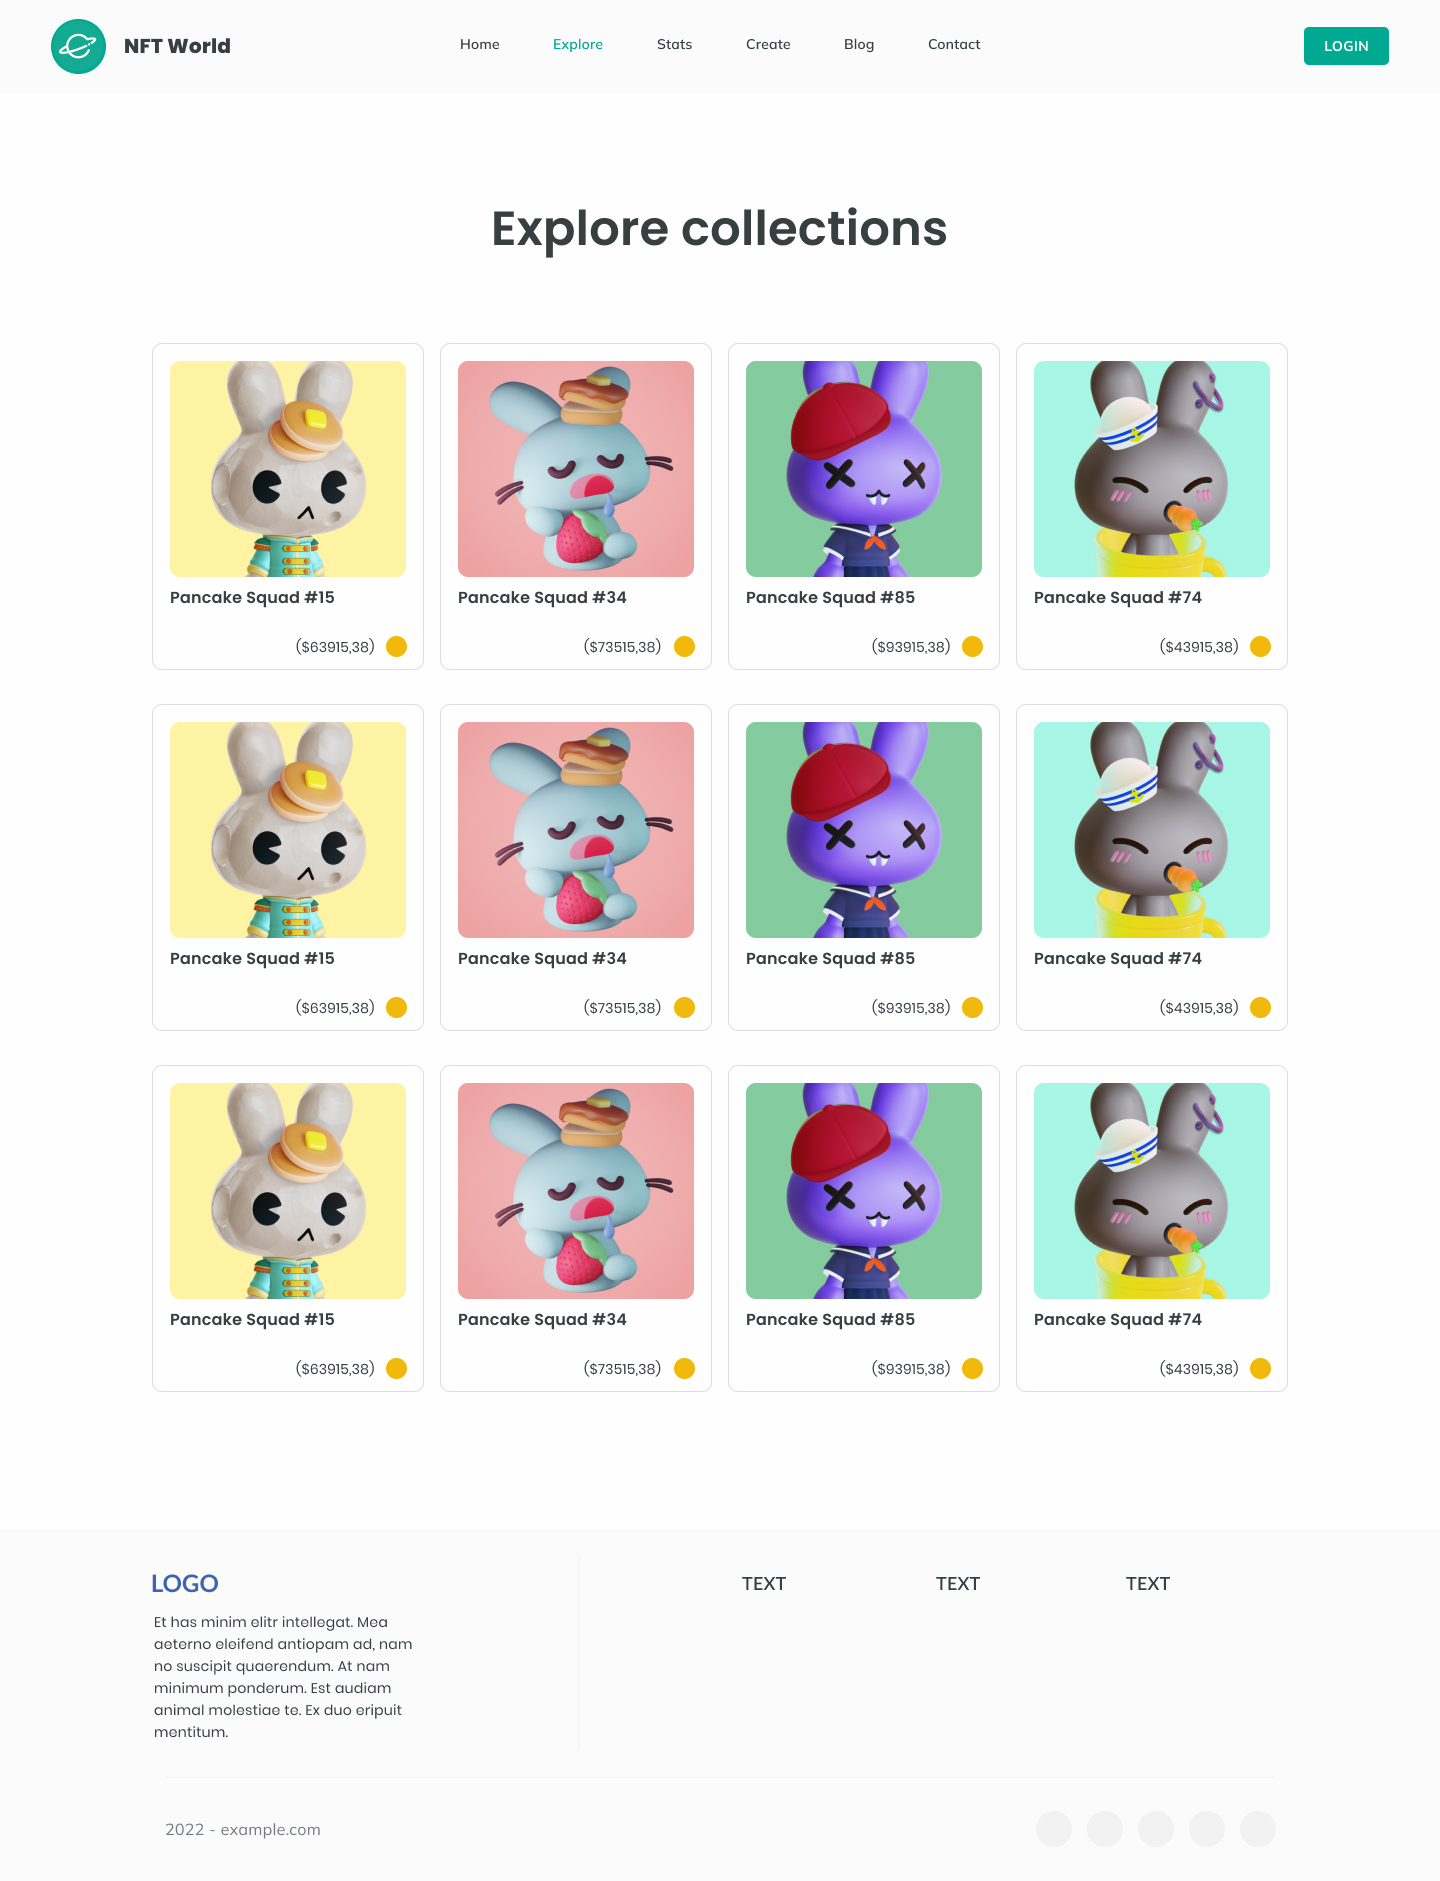 NFT World
Home Explore Stats Create Blog Contact
LOGIN
Explore collections
Pancake Squad #15
($63915,38)
Pancake Squad #34
($73515,38)
Pancake Squad #85
($93915,38)
Pancake Squad #74
($43915,38)
Pancake Squad #15
($63915,38)
Pancake Squad #34
($73515,38)
Pancake Squad #85
($93915,38)
Pancake Squad #74
($43915,38)
Pancake Squad #15
($63915,38)
Pancake Squad #34
($73515,38)
Pancake Squad #85
($93915,38)
Pancake Squad #74
($43915,38)
LOGO
Et has minim elitr intellegat. Mea
aeterno eleifend antiopam ad, nam
no suscipit quaerendum. At nam
minimum ponderum. Est audiam
animal molestiae te. Ex duo eripuit
mentitum.
TEXT
TEXT
TEXT
2022 - example.com